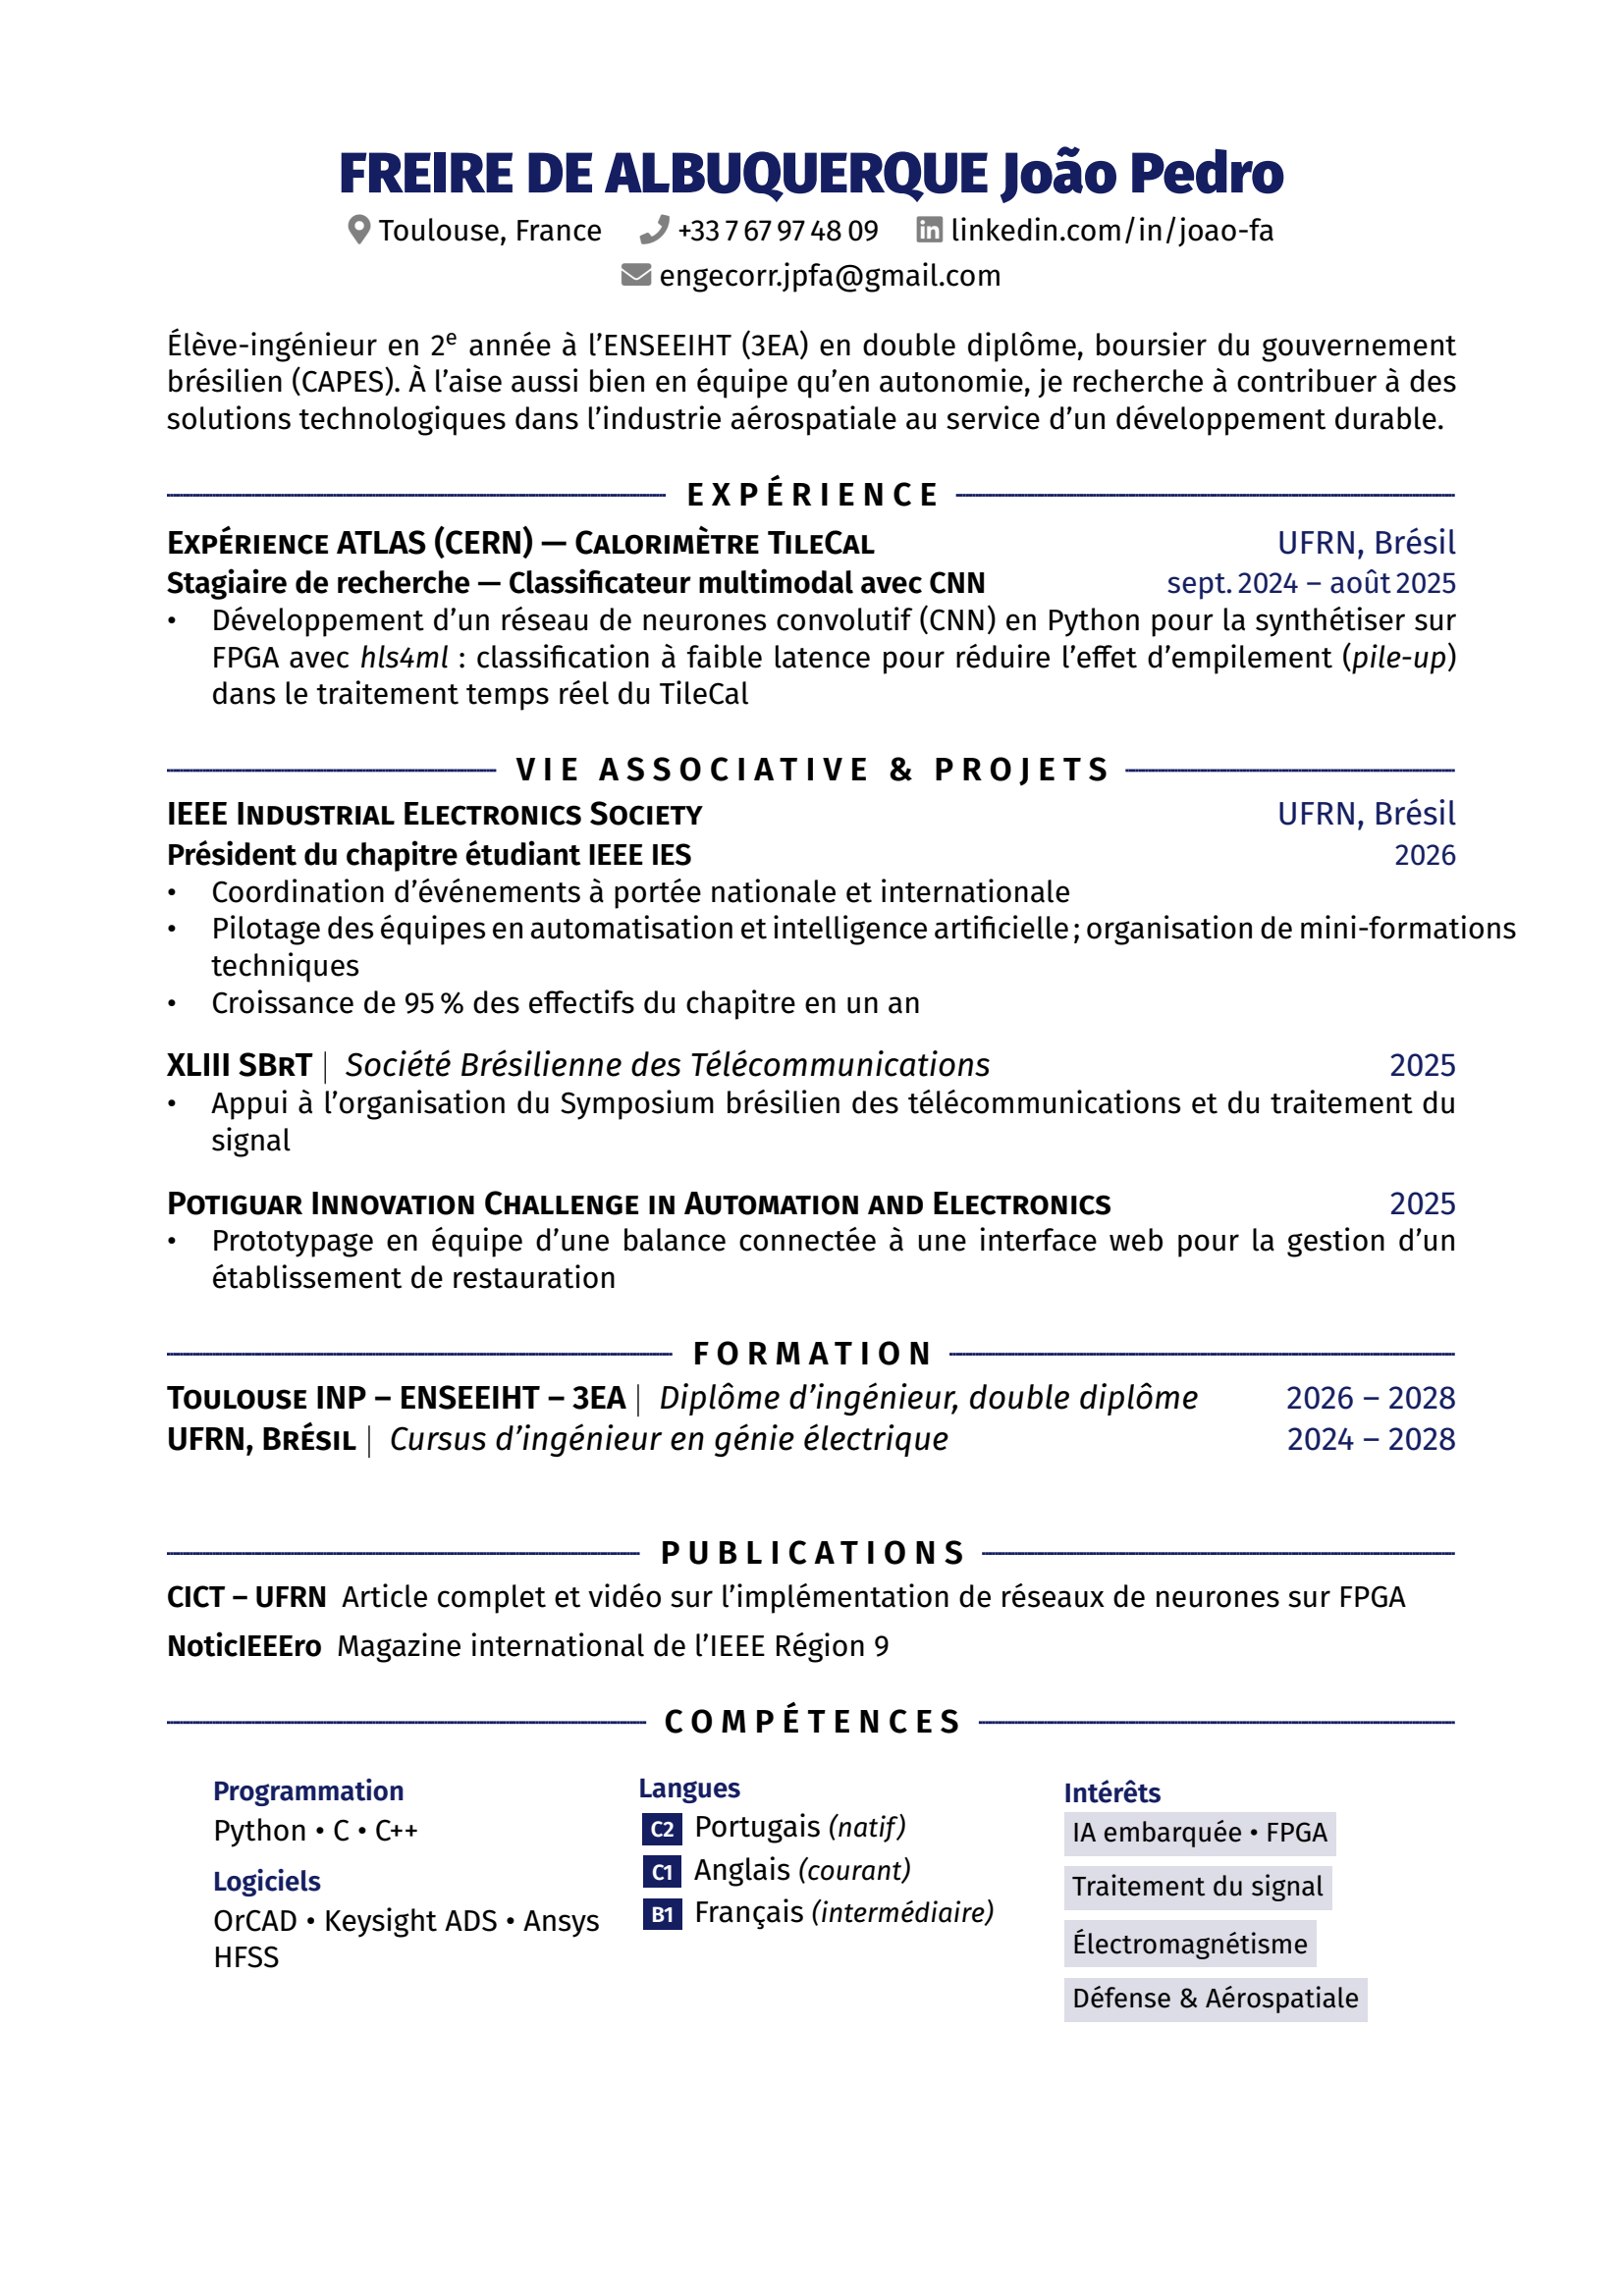 FREIRE DE ALBUQUERQUE João Pedro
Toulouse, France +33 7 67 97 48 09 linkedin.com/in/joao-fa
engecorr.jpfa@gmail.com
Élève-ingénieur en 2e année à l’ENSEEIHT (3EA) en double diplôme, boursier du gouvernement
brésilien (CAPES). À l’aise aussi bien en équipe qu’en autonomie, je recherche à contribuer à des
solutions technologiques dans l’industrie aérospatiale au service d’un développement durable.
EXPÉRIENCE
Expérience ATLAS (CERN) — Calorimètre TileCal UFRN, Brésil
Stagiaire de recherche — Classificateur multimodal avec CNN sept. 2024 – août 2025
• Développement d’un réseau de neurones convolutif (CNN) en Python pour la synthétiser sur
FPGA avec hls4ml : classification à faible latence pour réduire l’effet d’empilement (pile-up)
dans le traitement temps réel du TileCal
VIE ASSOCIATIVE & PROJETS
IEEE Industrial Electronics Society UFRN, Brésil
Président du chapitre étudiant IEEE IES 2026
• Coordination d’événements à portée nationale et internationale
• Pilotage des équipes en automatisation et intelligence artificielle ; organisation de mini-formations
techniques
• Croissance de 95 % des effectifs du chapitre en un an
XLIII SBrT | Société Brésilienne des Télécommunications 2025
• Appui à l’organisation du Symposium brésilien des télécommunications et du traitement du
signal
Potiguar Innovation Challenge in Automation and Electronics 2025
• Prototypage en équipe d’une balance connectée à une interface web pour la gestion d’un
établissement de restauration
FORMATION
Toulouse INP – ENSEEIHT – 3EA | Diplôme d’ingénieur, double diplôme 2026 – 2028
UFRN, Brésil | Cursus d’ingénieur en génie électrique 2024 – 2028
PUBLICATIONS
CICT – UFRN Article complet et vidéo sur l’implémentation de réseaux de neurones sur FPGA
NoticIEEEro Magazine international de l’IEEE Région 9
COMPÉTENCES
Programmation
Python • C • C++
Logiciels
OrCAD • Keysight ADS • Ansys
HFSS
Langues
C2 Portugais (natif)
C1 Anglais (courant)
B1 Français (intermédiaire)
Intérêts
IA embarquée • FPGA
Traitement du signal
Électromagnétisme
Défense & Aérospatiale